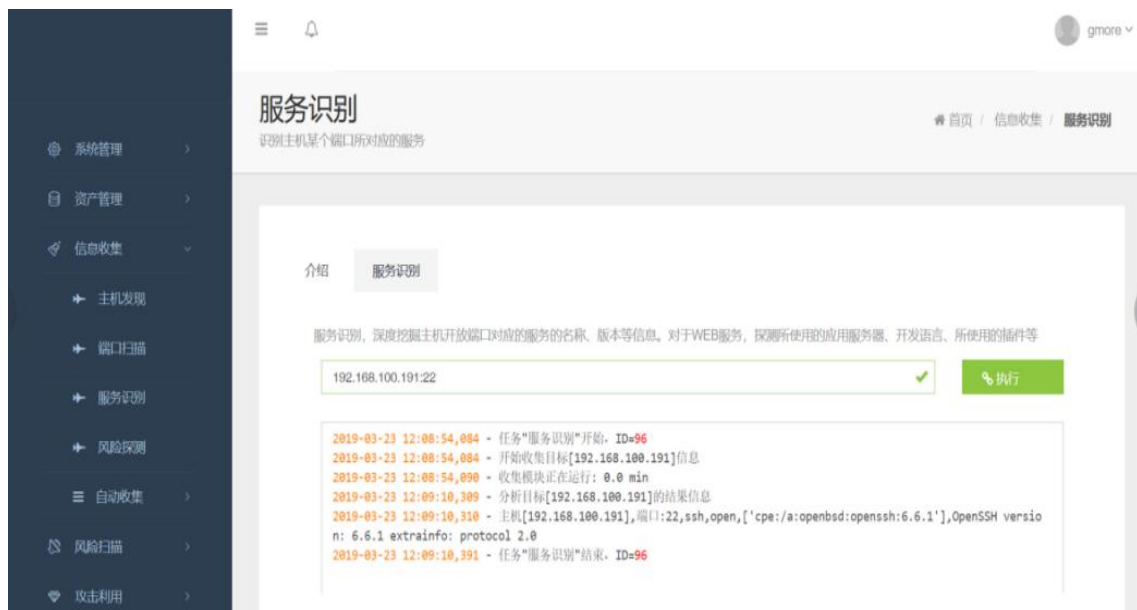 gmore
服务识别
识别主机某个端口所对应的服务
首页 / 信息收集 / 服务识别
系统管理
资产管理
信息收集
主机发现
端口扫描
服务识别
风险探测
自动收集
风险扫描
攻击利用
介绍
服务识别
服务识别，深度挖掘主机开放端口对应的服务的名称、版本等信息。对于WEB服务，探测所使用的应用服务器、开发语言、所使用的插件等
192.168.100.191:22
执行
2019-03-23 12:08:54,084 - 任务"服务识别"开始，ID=96
2019-03-23 12:08:54,084 - 开始收集目标[192.168.100.191]信息
2019-03-23 12:08:54,090 - 收集模块正在运行: 0.0 min
2019-03-23 12:09:10,309 - 分析目标[192.168.100.191]的结果信息
2019-03-23 12:09:10,310 - 主机[192.168.100.191],端口:22,ssh,open,['cpe:/a:openbsd:openssh:6.6.1'],OpenSSH versio
n: 6.6.1 extrainfo: protocol 2.0
2019-03-23 12:09:10,391 - 任务"服务识别"结束，ID=96